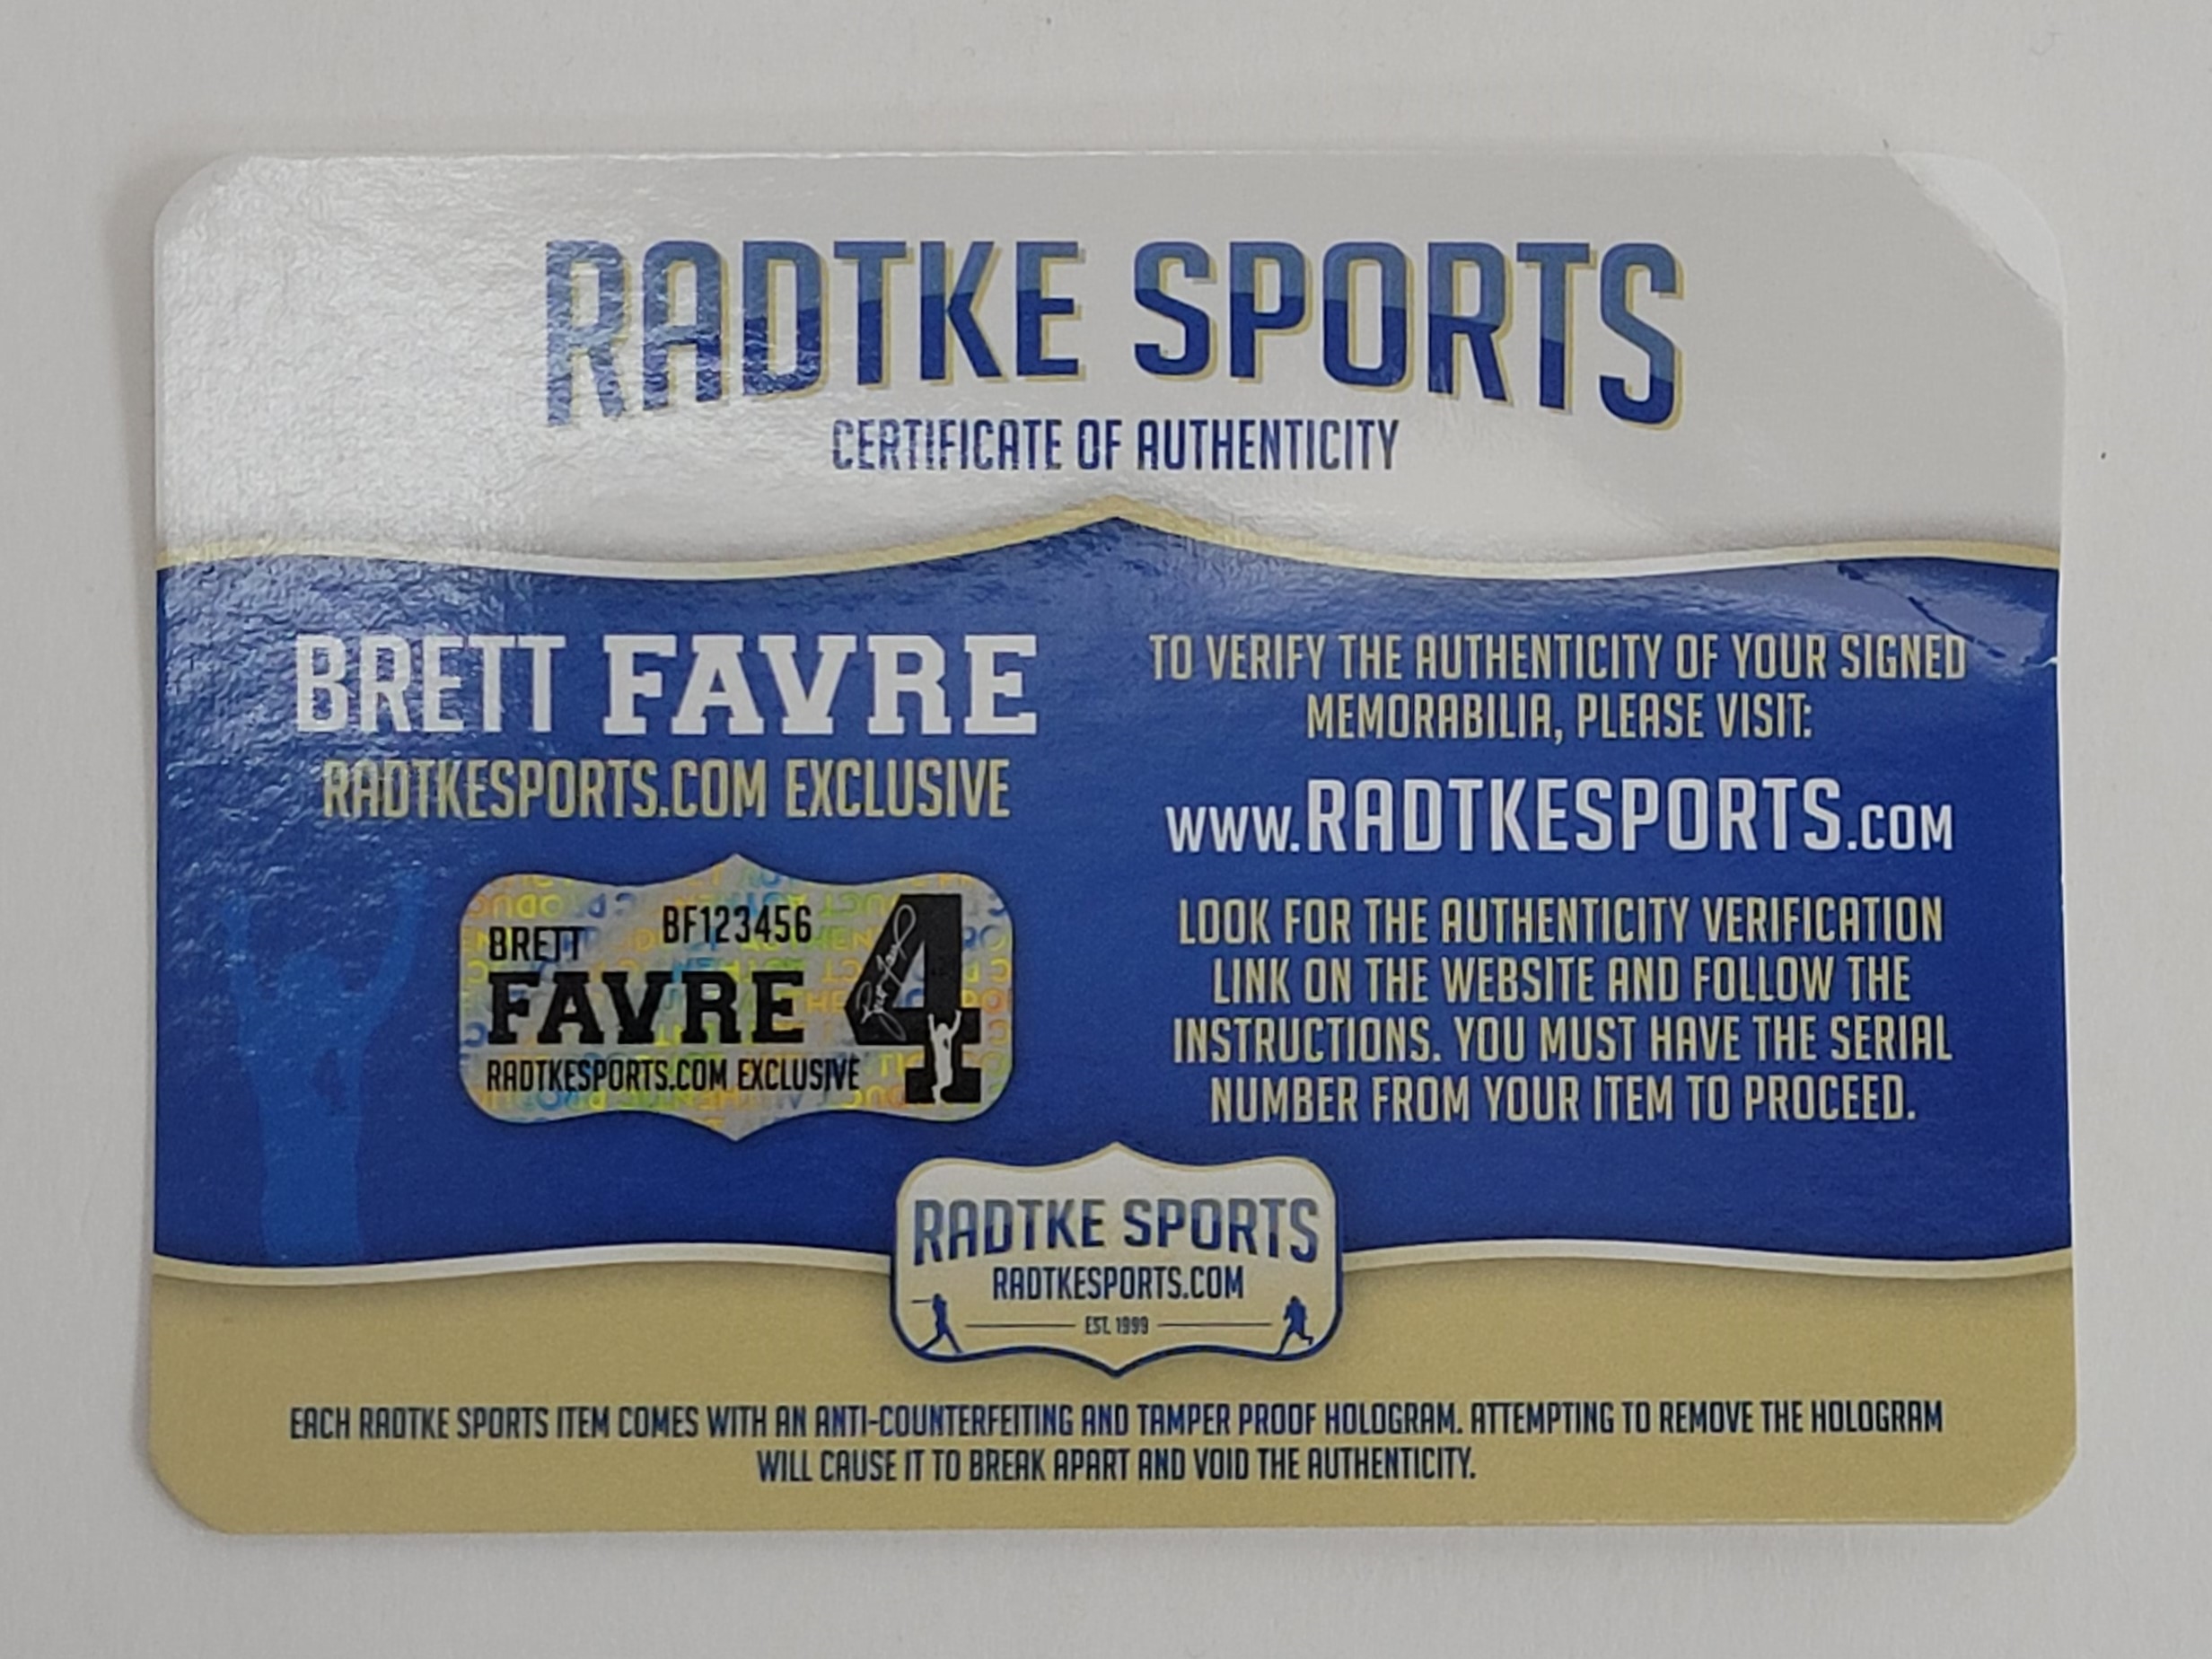 RADTKE SPORTS
CERTIFICATE OF AUTHENTICITY
BRETT FAVRE
RADTKESPORTS.COM EXCLUSIVE
BF123456
BRETT
FAVRE 4
RADTKESPORTS.COM EXCLUSIVE
TO VERIFY THE AUTHENTICITY OF YOUR SIGNED
MEMORABILIA, PLEASE VISIT:
WWW.RADTKESPORTS.COM
LOOK FOR THE AUTHENTICITY VERIFICATION
LINK ON THE WEBSITE AND FOLLOW THE
INSTRUCTIONS. YOU MUST HAVE THE SERIAL
NUMBER FROM YOUR ITEM TO PROCEED.
RADTKE SPORTS
RADTKESPORTS.COM
EST. 1999
EACH RADTKE SPORTS ITEM COMES WITH AN ANTI-COUNTERFEITING AND TAMPER PROOF HOLOGRAM. ATTEMPTING TO REMOVE THE HOLOGRAM
WILL CAUSE IT TO BREAK APART AND VOID THE AUTHENTICITY.